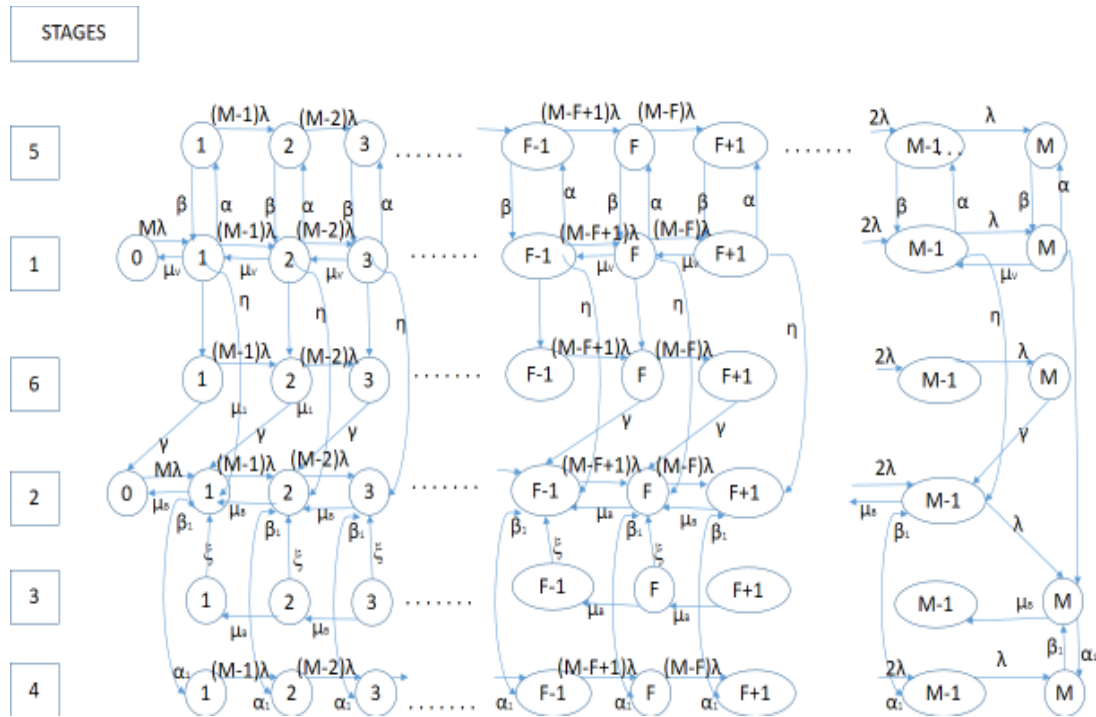 STAGES
(M-1)λ (M-2)λ (M-F+1)λ (M-F)λ 2λ λ
5 1 2 3 ....... F-1 F F+1 ....... M-1 .. M
β α β α β α β α β α β α β α β α
Mλ (M-1)λ (M-2)λ (M-F+1)λ (M-F)λ 2λ λ
1 0 1 2 3 ....... F-1 F F+1 M-1 M
μv μv μv μv μv μv
η η η η η η η
(M-1)λ (M-2)λ (M-F+1)λ (M-F)λ 2λ λ
6 1 2 3 ....... F-1 F F+1 M-1 M
μ₁ μ₁
γ γ γ γ γ γ
Mλ (M-1)λ (M-2)λ (M-F+1)λ (M-F)λ 2λ
2 0 1 2 3 ....... F-1 F F+1 M-1
μB μB μB μB μB μB
β₁ β₁ β₁ β₁ β₁ β₁ β₁ λ
ξ ξ ξ ξ ξ
3 1 2 3 ....... F-1 F F+1 M-1 M
μB μB μB μB μB
α₁ (M-1)λ (M-2)λ (M-F+1)λ (M-F)λ 2λ λ β₁ α₁
4 1 2 3 ....... F-1 F F+1 M-1 M
α₁ α₁ α₁ α₁ α₁ α₁